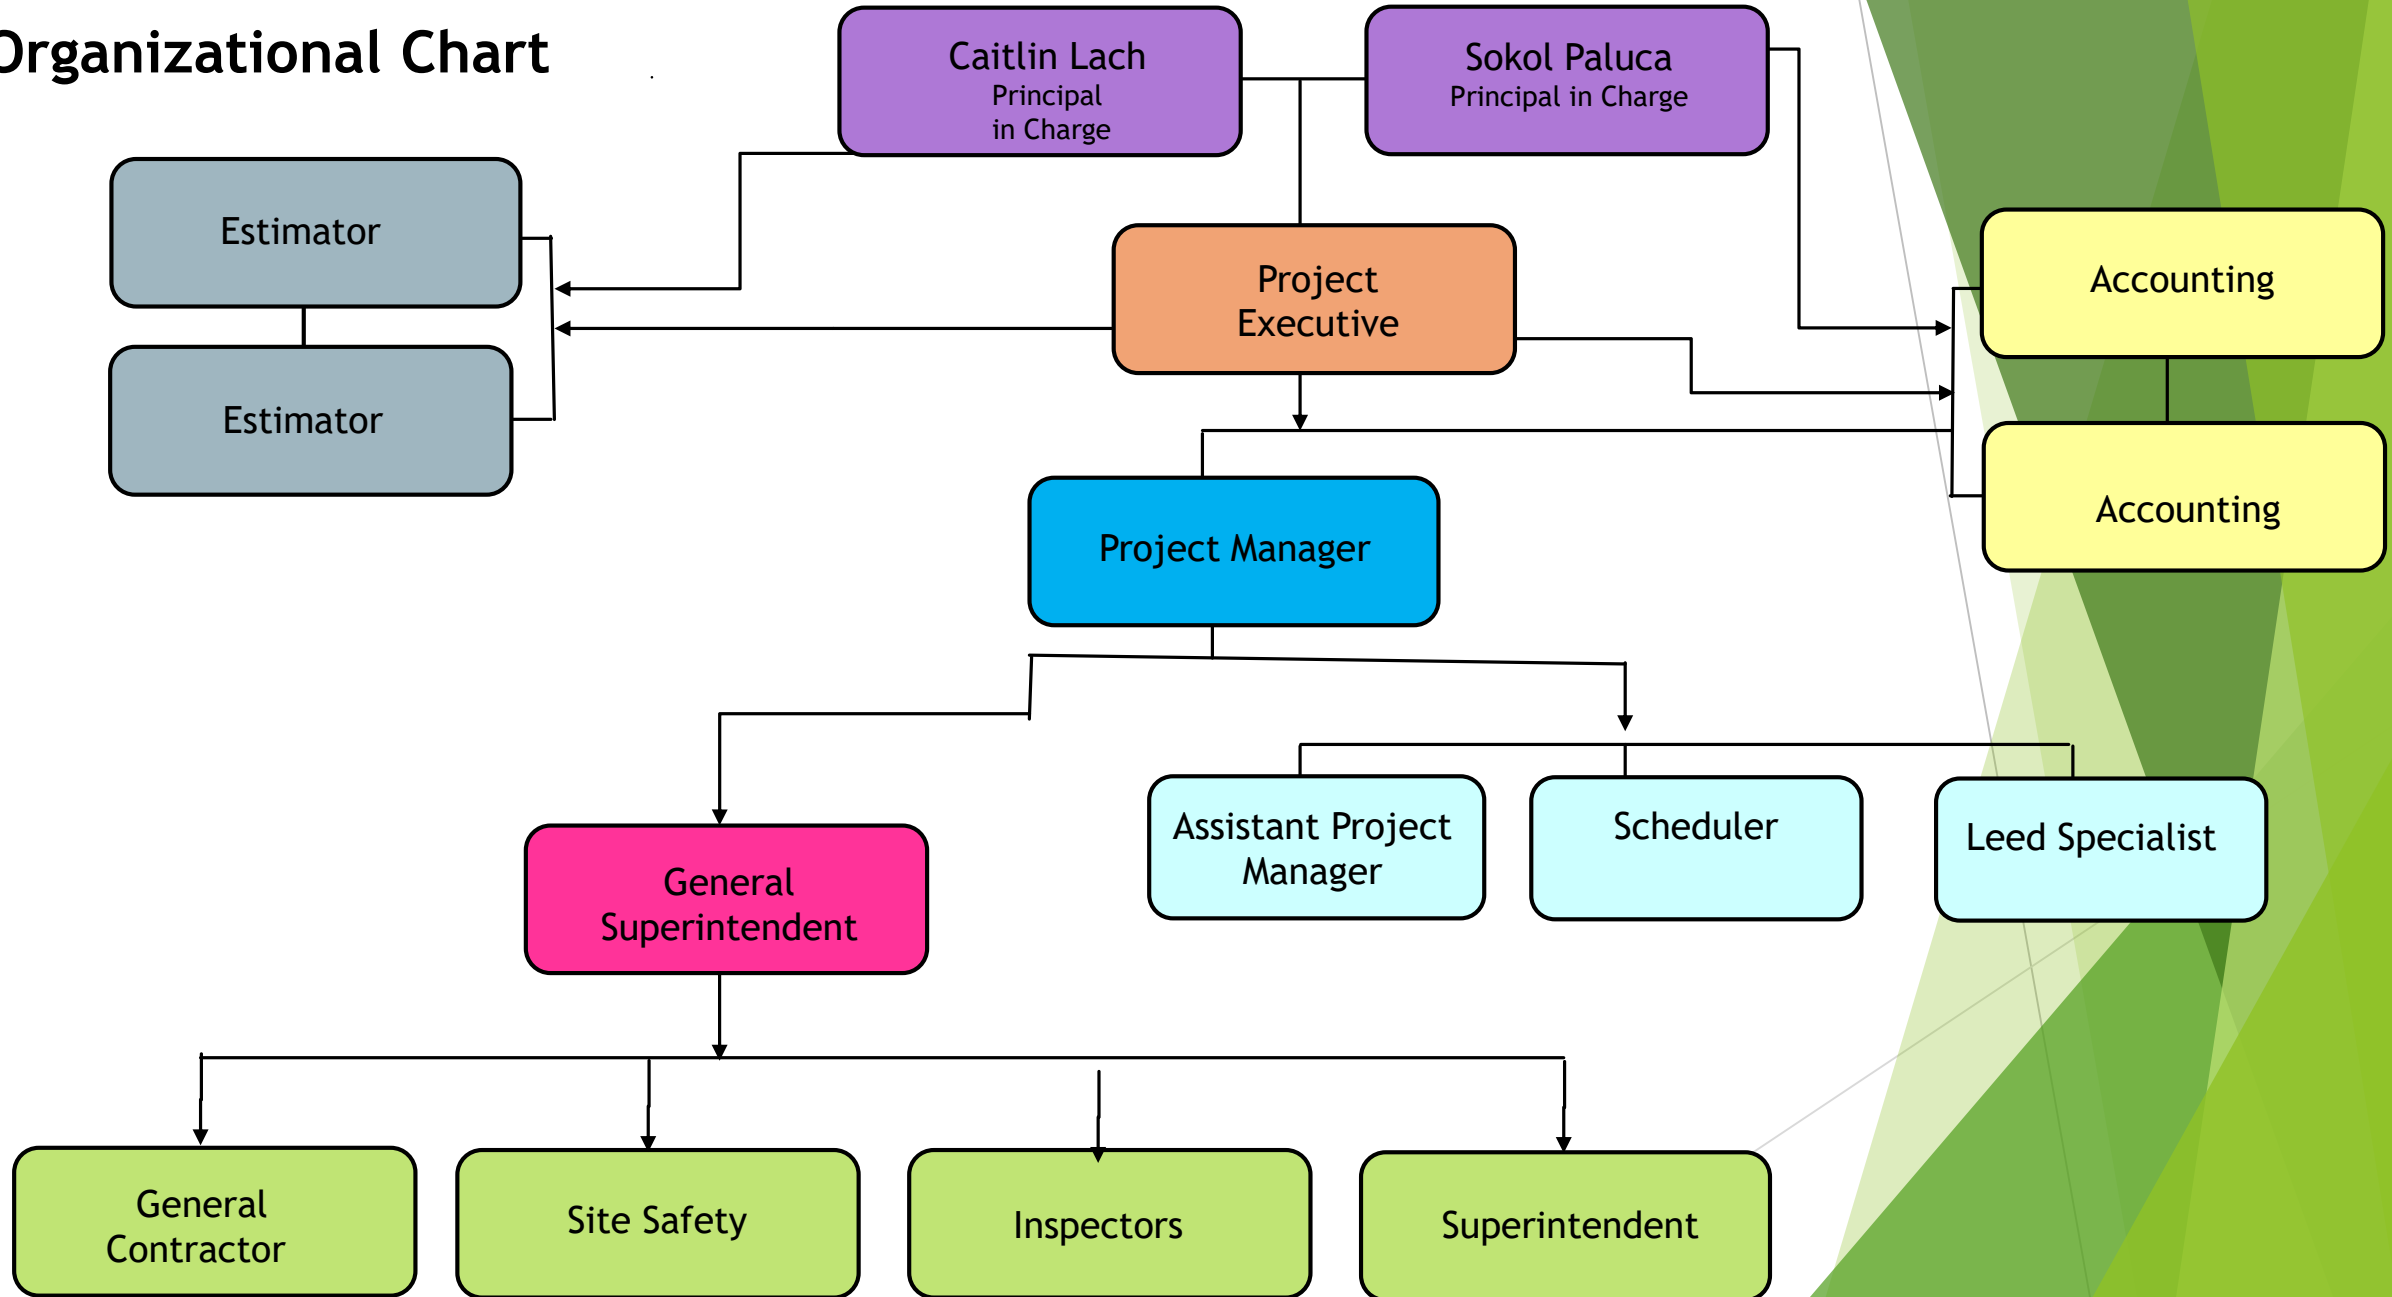 Organizational Chart
Caitlin Lach
Principal
in Charge
Sokol Paluca
Principal in Charge
Estimator
Project
Executive
Accounting
Estimator
Accounting
Project Manager
Assistant Project
Manager
Scheduler
Leed Specialist
General
Superintendent
General
Contractor
Site Safety
Inspectors
Superintendent